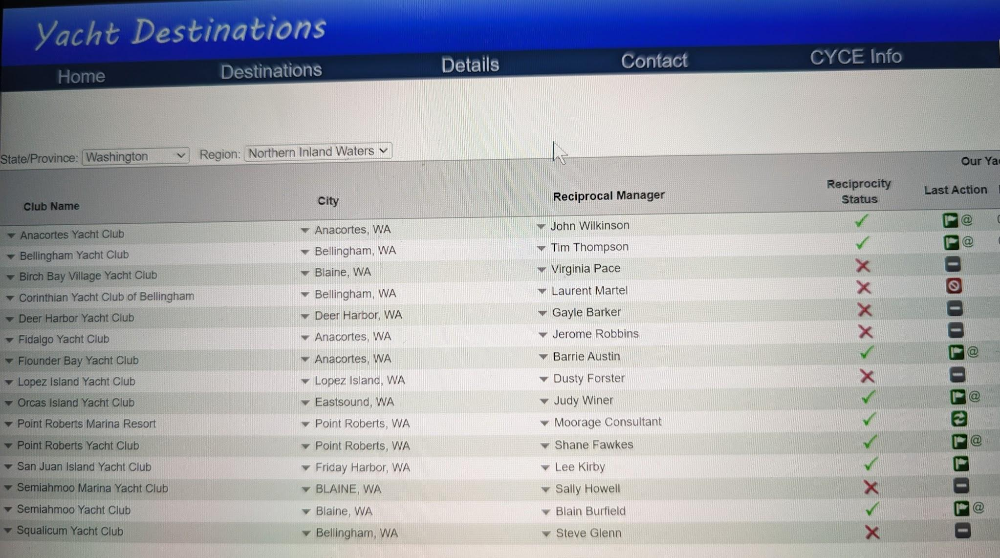 Yacht Destinations
Home Destinations Details Contact CYCE Info
State/Province: Washington Region: Northern Inland Waters
Our
Club Name City Reciprocal Manager Reciprocity Status Last Action
Anacortes Yacht Club Anacortes, WA John Wilkinson @
Bellingham Yacht Club Bellingham, WA Tim Thompson @
Birch Bay Village Yacht Club Blaine, WA Virginia Pace
Corinthian Yacht Club of Bellingham Bellingham, WA Laurent Martel
Deer Harbor Yacht Club Deer Harbor, WA Gayle Barker
Fidalgo Yacht Club Anacortes, WA Jerome Robbins
Flounder Bay Yacht Club Anacortes, WA Barrie Austin @
Lopez Island Yacht Club Lopez Island, WA Dusty Forster
Orcas Island Yacht Club Eastsound, WA Judy Winer @
Point Roberts Marina Resort Point Roberts, WA Moorage Consultant
Point Roberts Yacht Club Point Roberts, WA Shane Fawkes @
San Juan Island Yacht Club Friday Harbor, WA Lee Kirby
Semiahmoo Marina Yacht Club BLAINE, WA Sally Howell
Semiahmoo Yacht Club Blaine, WA Blain Burfield @
Squalicum Yacht Club Bellingham, WA Steve Glenn